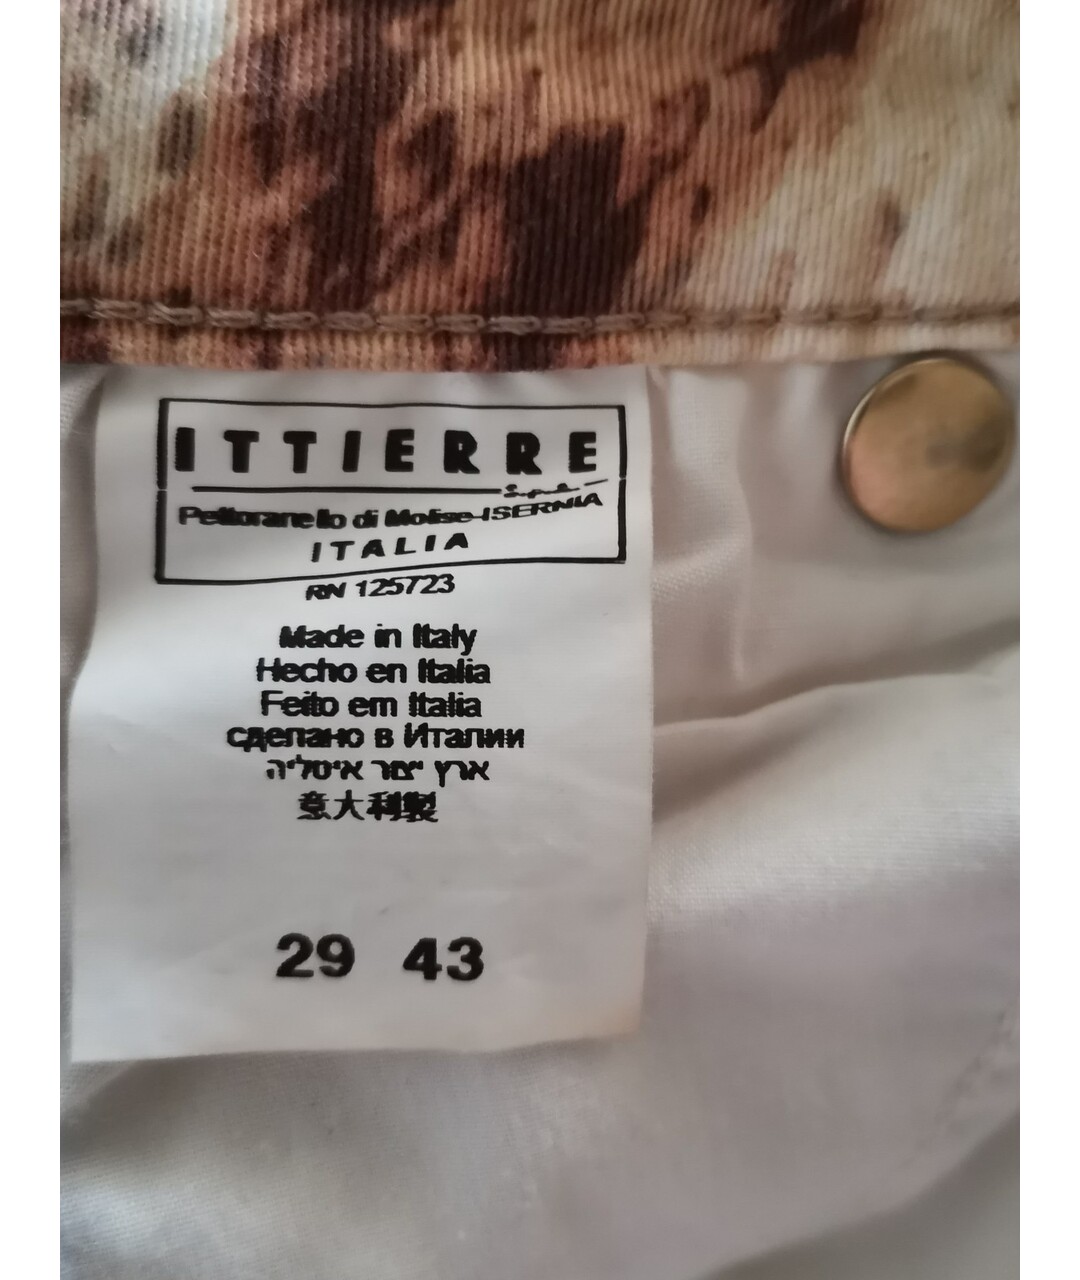 ITTIERRE
S.p.A.
Pettoranello di Molise-ISERNIA
ITALIA
RN 125723
Made in Italy
Hecho en Italia
Feito em Italia
сделано в Италии
ארץ ייצור איטליה
意大利製
29 43